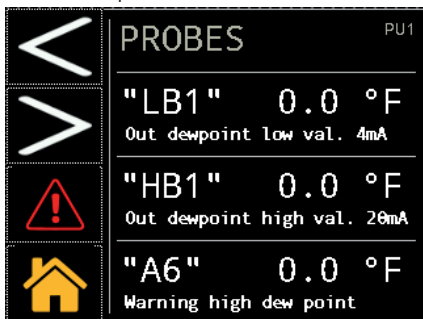 PROBES PU1
"LB1" 0.0 °F
Out dewpoint low val. 4mA
"HB1" 0.0 °F
Out dewpoint high val. 20mA
"A6" 0.0 °F
Warning high dew point